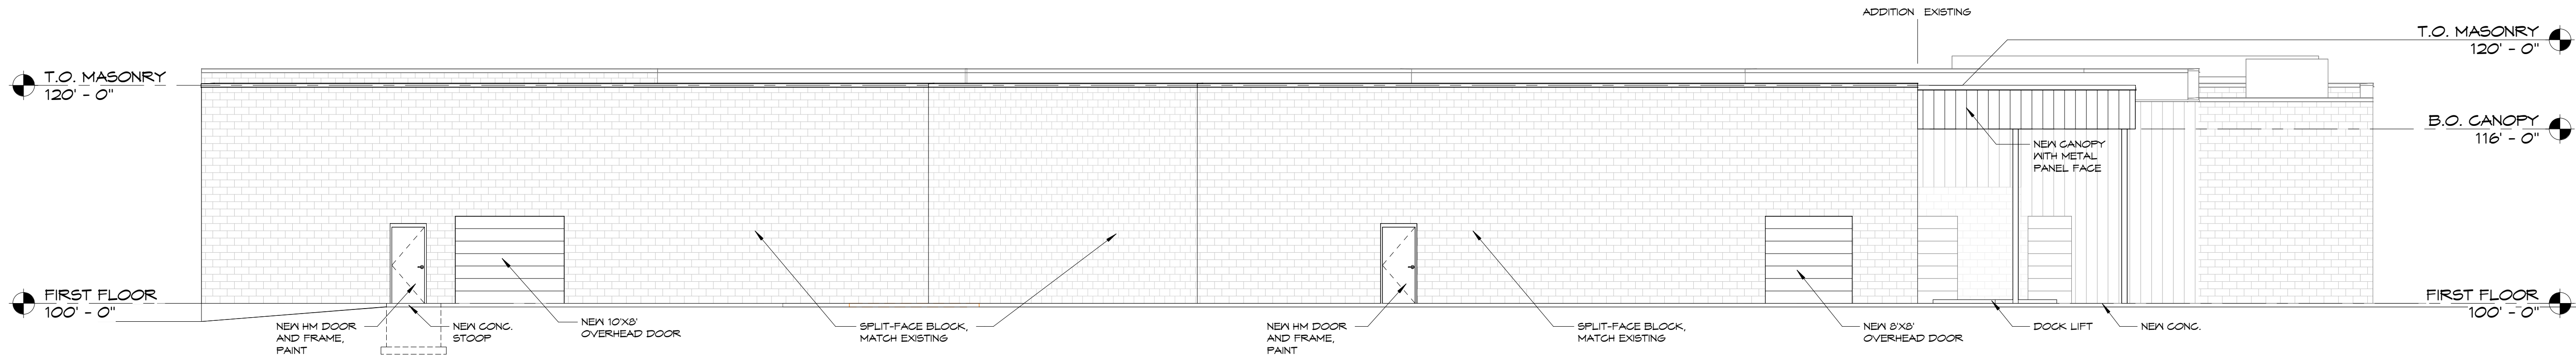 ADDITION EXISTING
T.O. MASONRY
120' - 0"
T.O. MASONRY
120' - 0"
B.O. CANOPY
116' - 0"
NEW CANOPY
WITH METAL
PANEL FACE
FIRST FLOOR
100' - 0"
FIRST FLOOR
100' - 0"
NEW HM DOOR
AND FRAME,
PAINT
NEW CONC.
STOOP
NEW 10'X8'
OVERHEAD DOOR
SPLIT-FACE BLOCK,
MATCH EXISTING
NEW HM DOOR
AND FRAME,
PAINT
SPLIT-FACE BLOCK,
MATCH EXISTING
NEW 8'X8'
OVERHEAD DOOR
DOCK LIFT
NEW CONC.